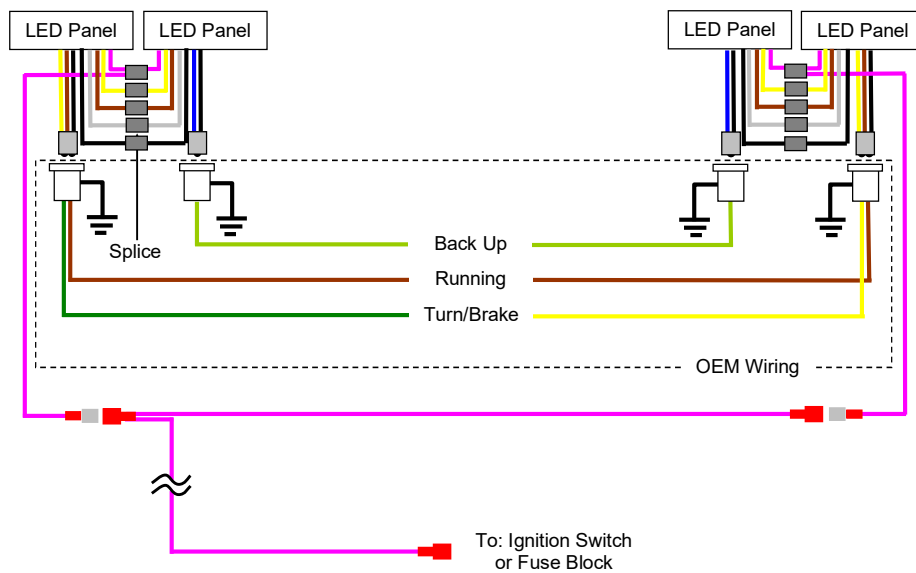 LED Panel
LED Panel
LED Panel
LED Panel
Splice
Back Up
Running
Turn/Brake
OEM Wiring
To: Ignition Switch
or Fuse Block